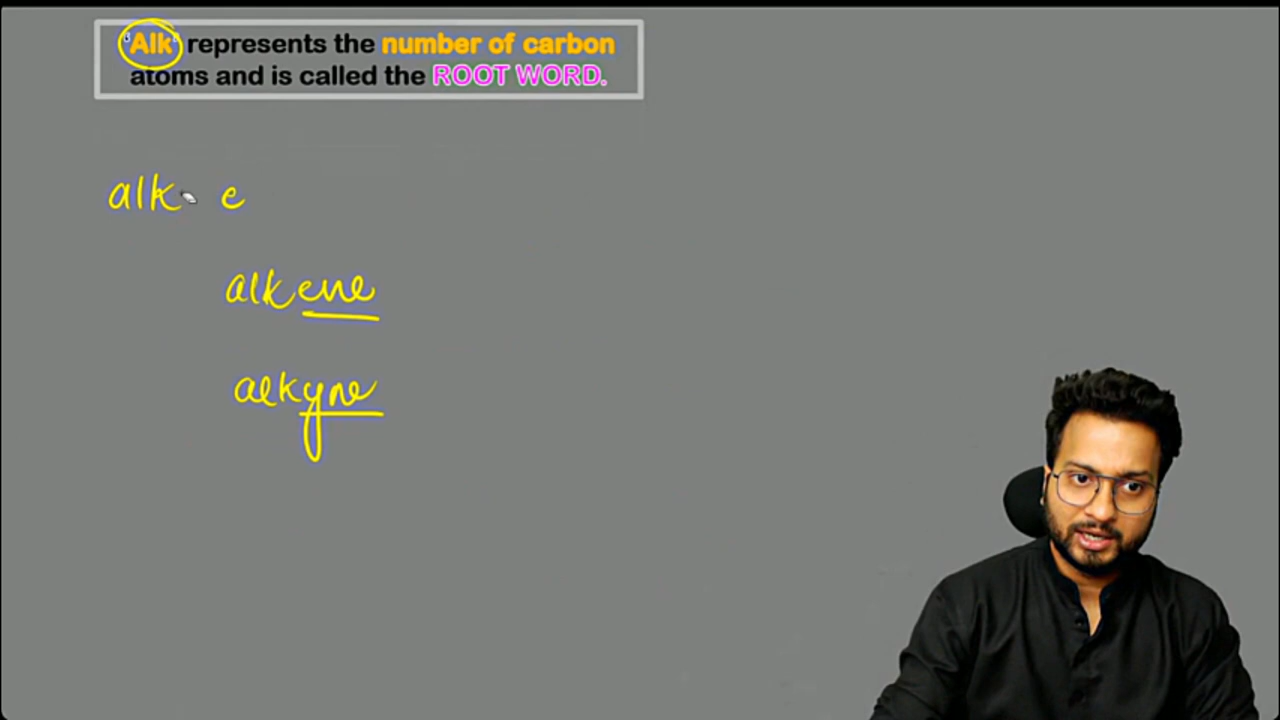 'Alk' represents the number of carbon
atoms and is called the ROOT WORD.
alk e
alkene
alkyne